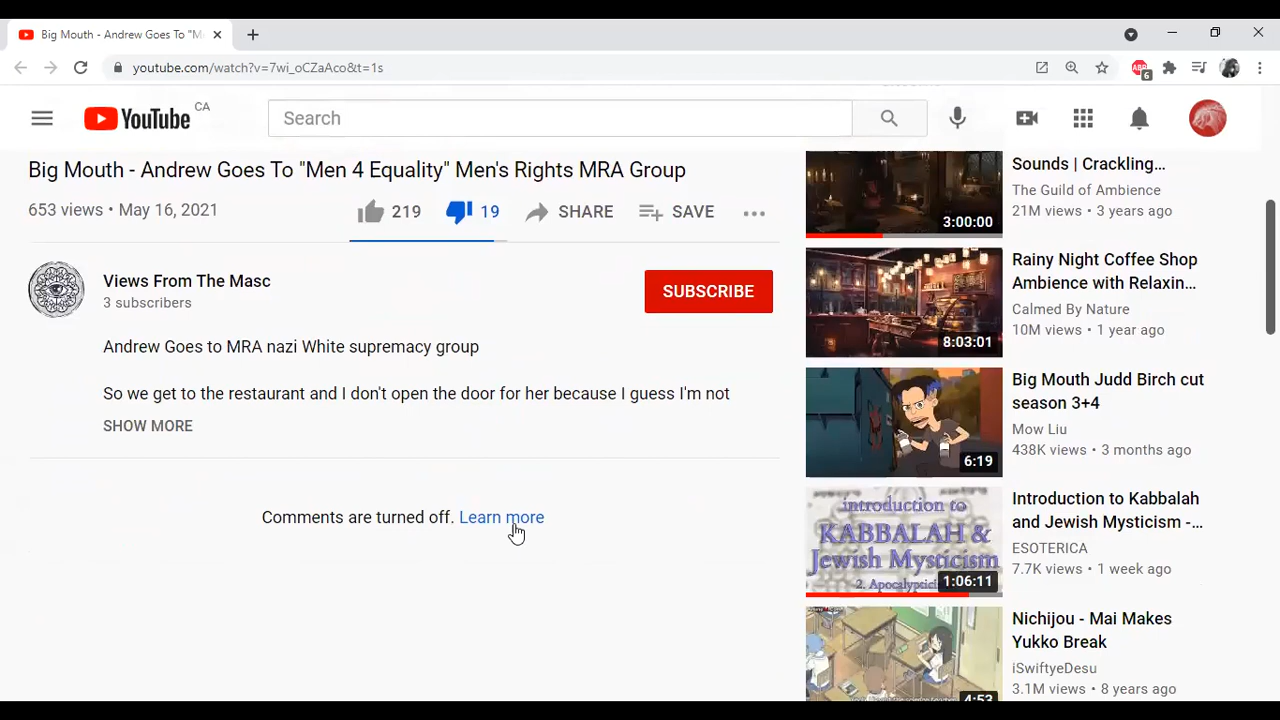 Big Mouth - Andrew Goes To "M
youtube.com/watch?v=7wi_oCZaAco&t=1s
ABP
6
YouTube
CA
Search
Big Mouth - Andrew Goes To "Men 4 Equality" Men's Rights MRA Group
653 views • May 16, 2021
219
19
SHARE
SAVE
Views From The Masc
3 subscribers
SUBSCRIBE
Andrew Goes to MRA nazi White supremacy group
So we get to the restaurant and I don't open the door for her because I guess I'm not
SHOW MORE
Comments are turned off. Learn more
3:00:00
Sounds | Crackling...
The Guild of Ambience
21M views • 3 years ago
8:03:01
Rainy Night Coffee Shop
Ambience with Relaxin...
Calmed By Nature
10M views • 1 year ago
6:19
Big Mouth Judd Birch cut
season 3+4
Mow Liu
438K views • 3 months ago
introduction to
KABBALAH &
Jewish Mysticism
2. Apocalyptici
1:06:11
Introduction to Kabbalah
and Jewish Mysticism -...
ESOTERICA
7.7K views • 1 week ago
4:53
Nichijou - Mai Makes
Yukko Break
iSwiftyeDesu
3.1M views • 8 years ago